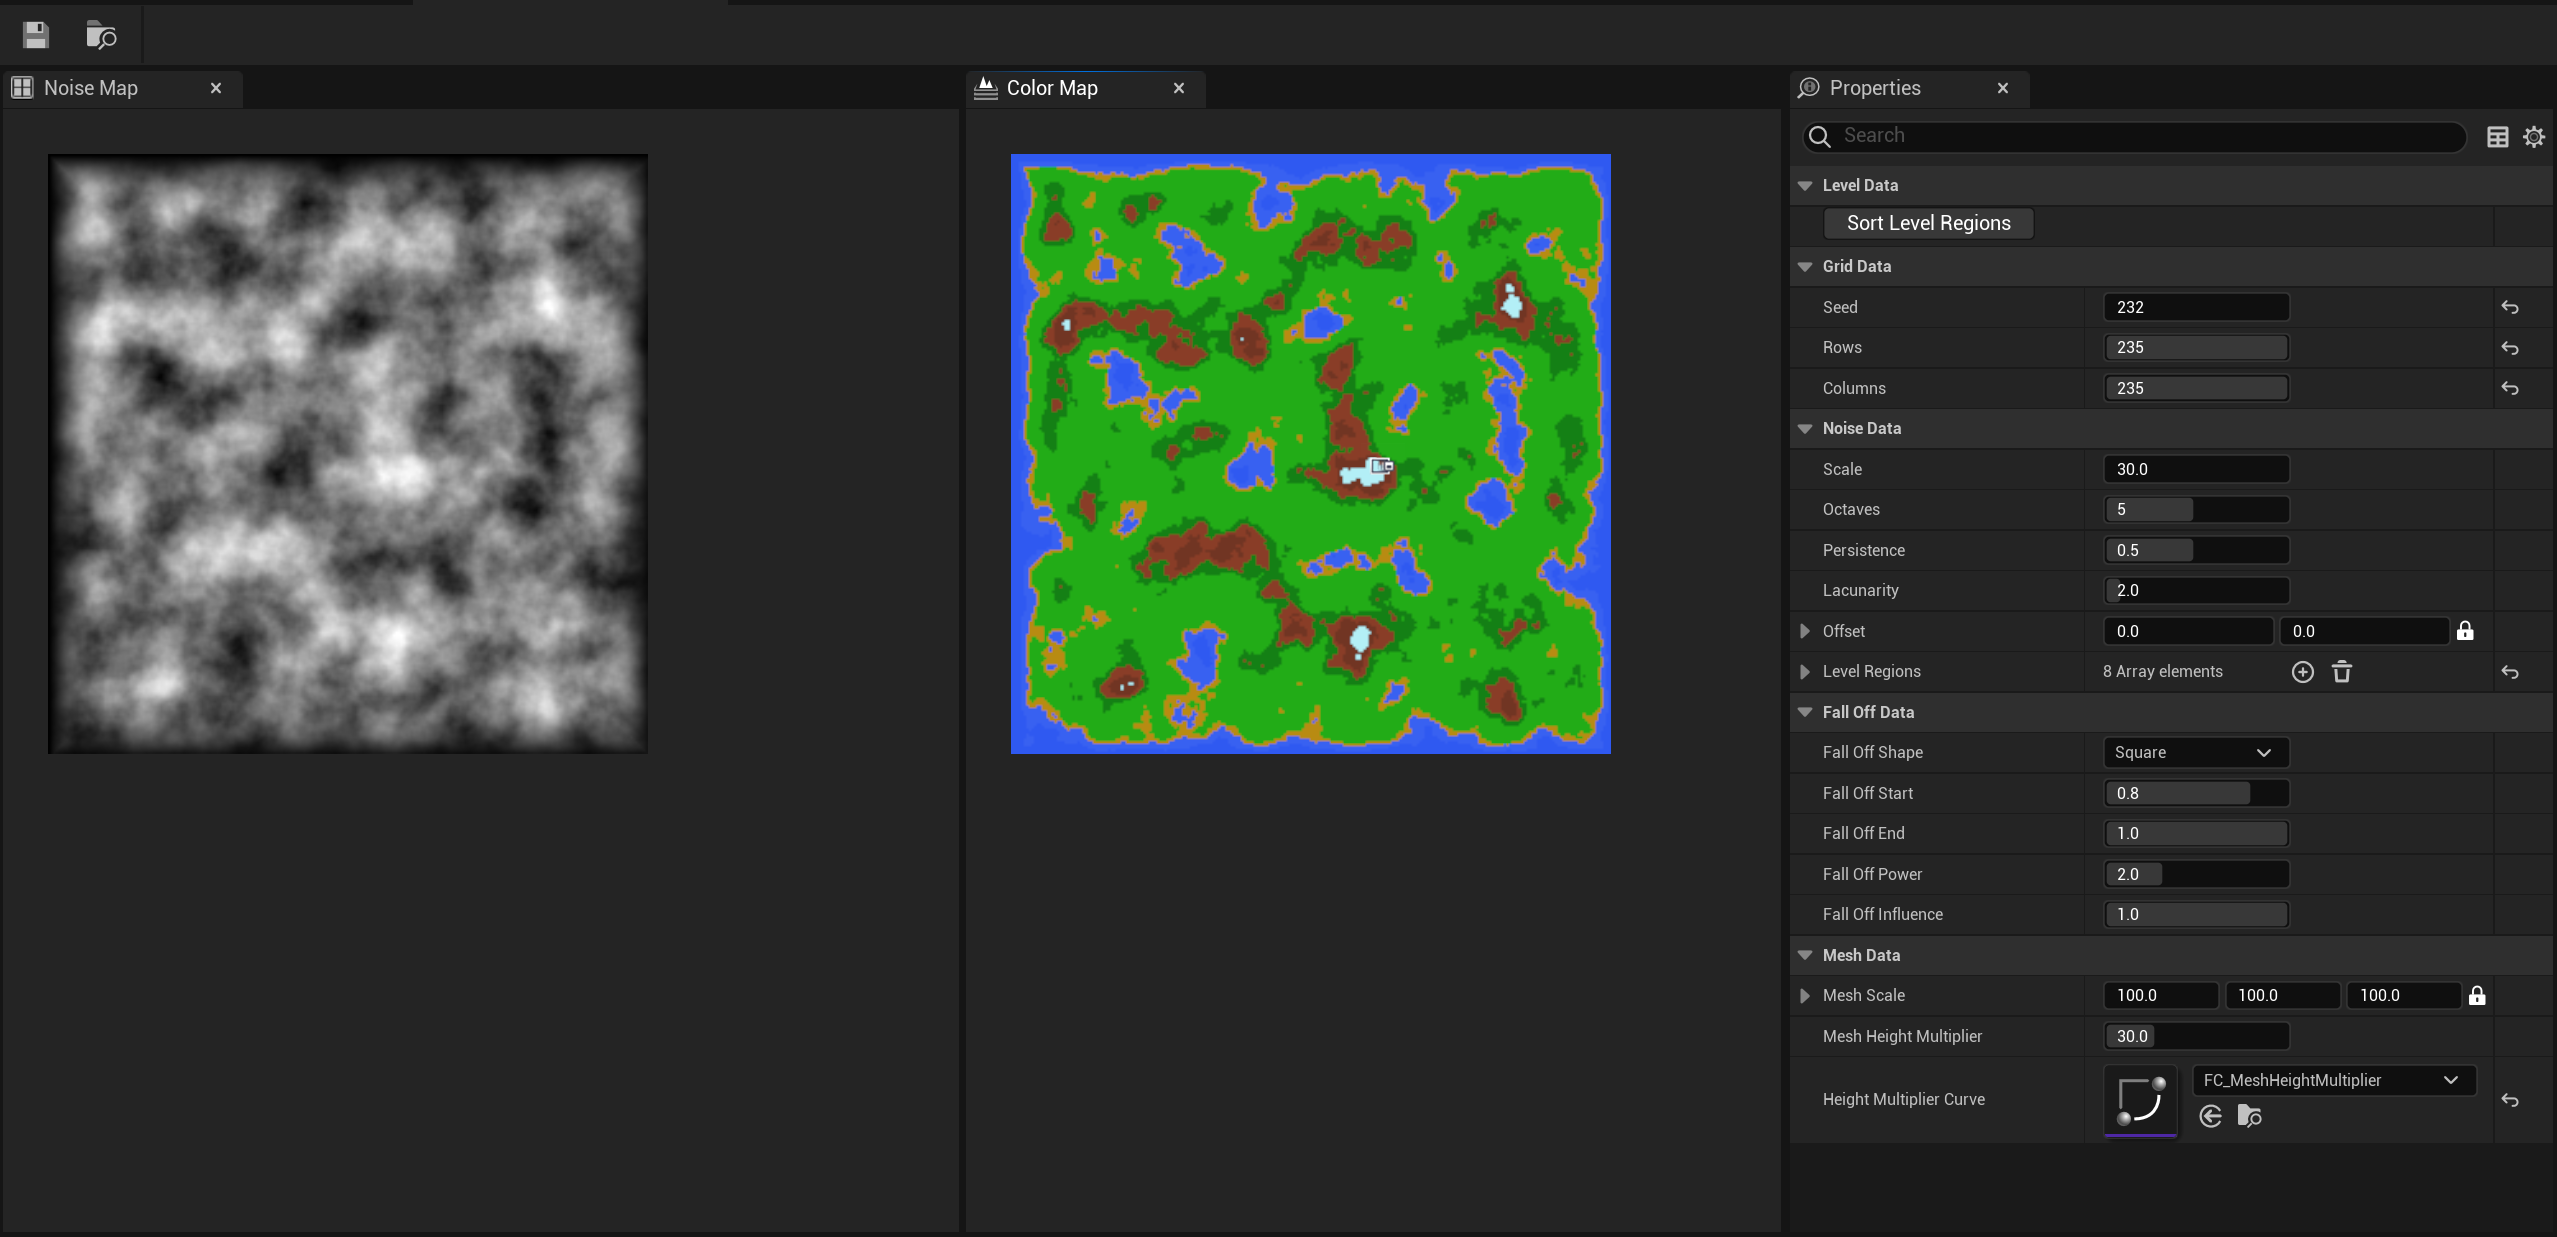 Noise Map
Color Map
Properties
Search
Level Data
Sort Level Regions
Grid Data
Seed 232
Rows 235
Columns 235
Noise Data
Scale 30.0
Octaves 5
Persistence 0.5
Lacunarity 2.0
Offset 0.0 0.0
Level Regions 8 Array elements
Fall Off Data
Fall Off Shape Square
Fall Off Start 0.8
Fall Off End 1.0
Fall Off Power 2.0
Fall Off Influence 1.0
Mesh Data
Mesh Scale 100.0 100.0 100.0
Mesh Height Multiplier 30.0
Height Multiplier Curve FC_MeshHeightMultiplier